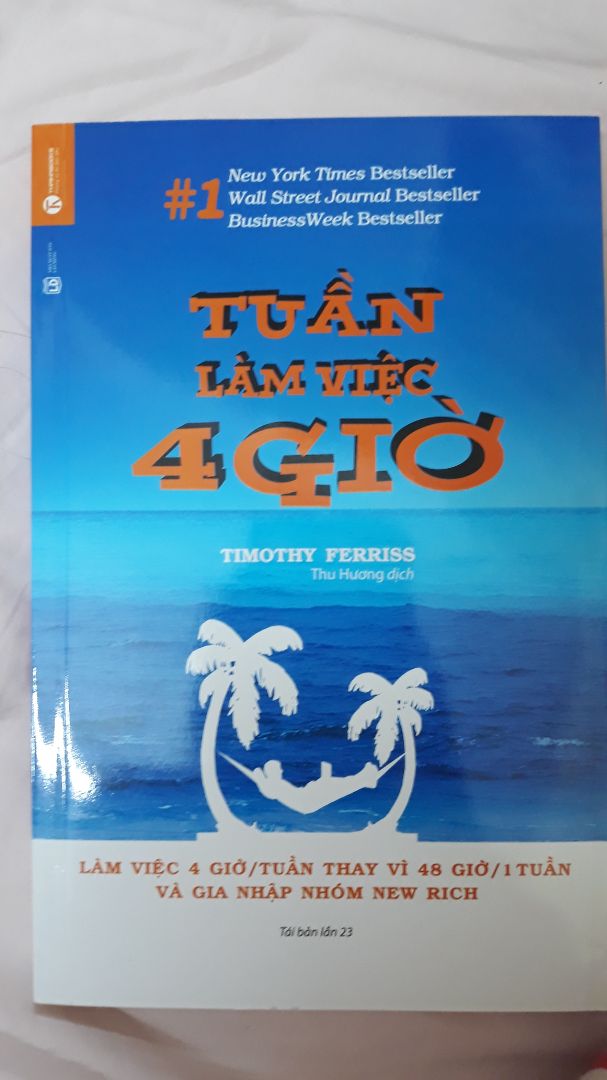 #1
New York Times Bestseller
Wall Street Journal Bestseller
BusinessWeek Bestseller
TUẦN
LÀM VIỆC
4 GIỜ
TIMOTHY FERRISS
Thu Hương dịch
LÀM VIỆC 4 GIỜ/TUẦN THAY VÌ 48 GIỜ/1 TUẦN
VÀ GIA NHẬP NHÓM NEW RICH
Tái bản lần 23